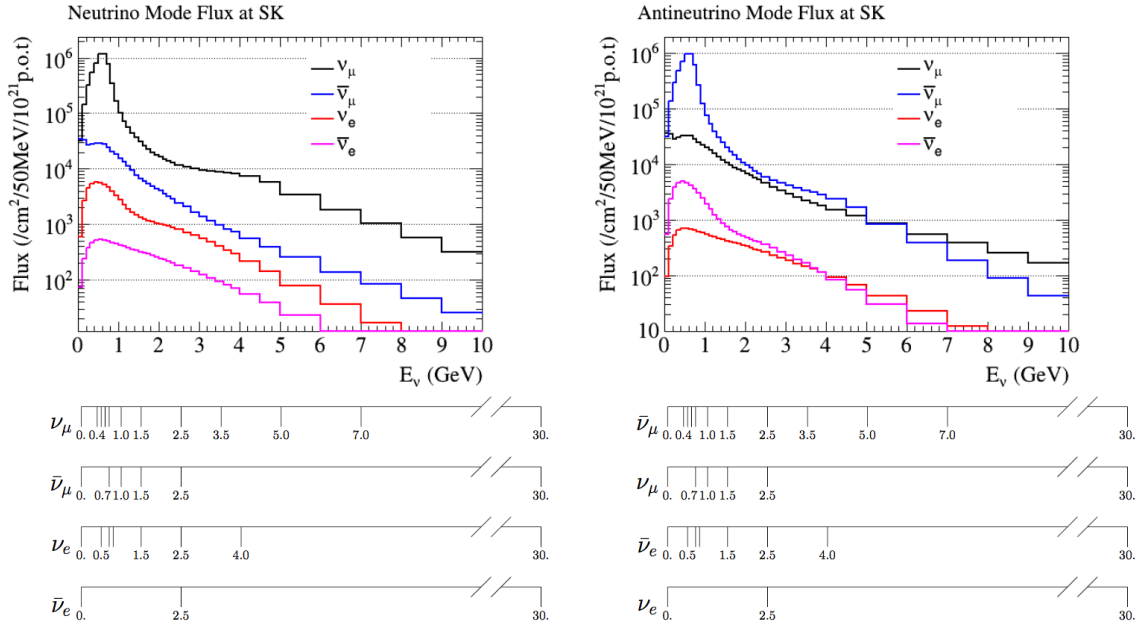 Neutrino Mode Flux at SK
Flux (/cm²/50MeV/10²¹p.o.t)
10⁶
10⁵
10⁴
10³
10²
ν_μ
ν̄_μ
ν_e
ν̄_e
0 1 2 3 4 5 6 7 8 9 10
E_ν (GeV)
Antineutrino Mode Flux at SK
Flux (/cm²/50MeV/10²¹p.o.t)
10⁶
10⁵
10⁴
10³
10²
10
ν_μ
ν̄_μ
ν_e
ν̄_e
0 1 2 3 4 5 6 7 8 9 10
E_ν (GeV)
ν_μ 0. 0.4 1.0 1.5 2.5 3.5 5.0 7.0 30.
ν̄_μ 0. 0.7 1.0 1.5 2.5 30.
ν_e 0. 0.5 1.5 2.5 4.0 30.
ν̄_e 0. 2.5 30.
ν̄_μ 0. 0.4 1.0 1.5 2.5 3.5 5.0 7.0 30.
ν_μ 0. 0.7 1.0 1.5 2.5 30.
ν̄_e 0. 0.5 1.5 2.5 4.0 30.
ν_e 0. 2.5 30.